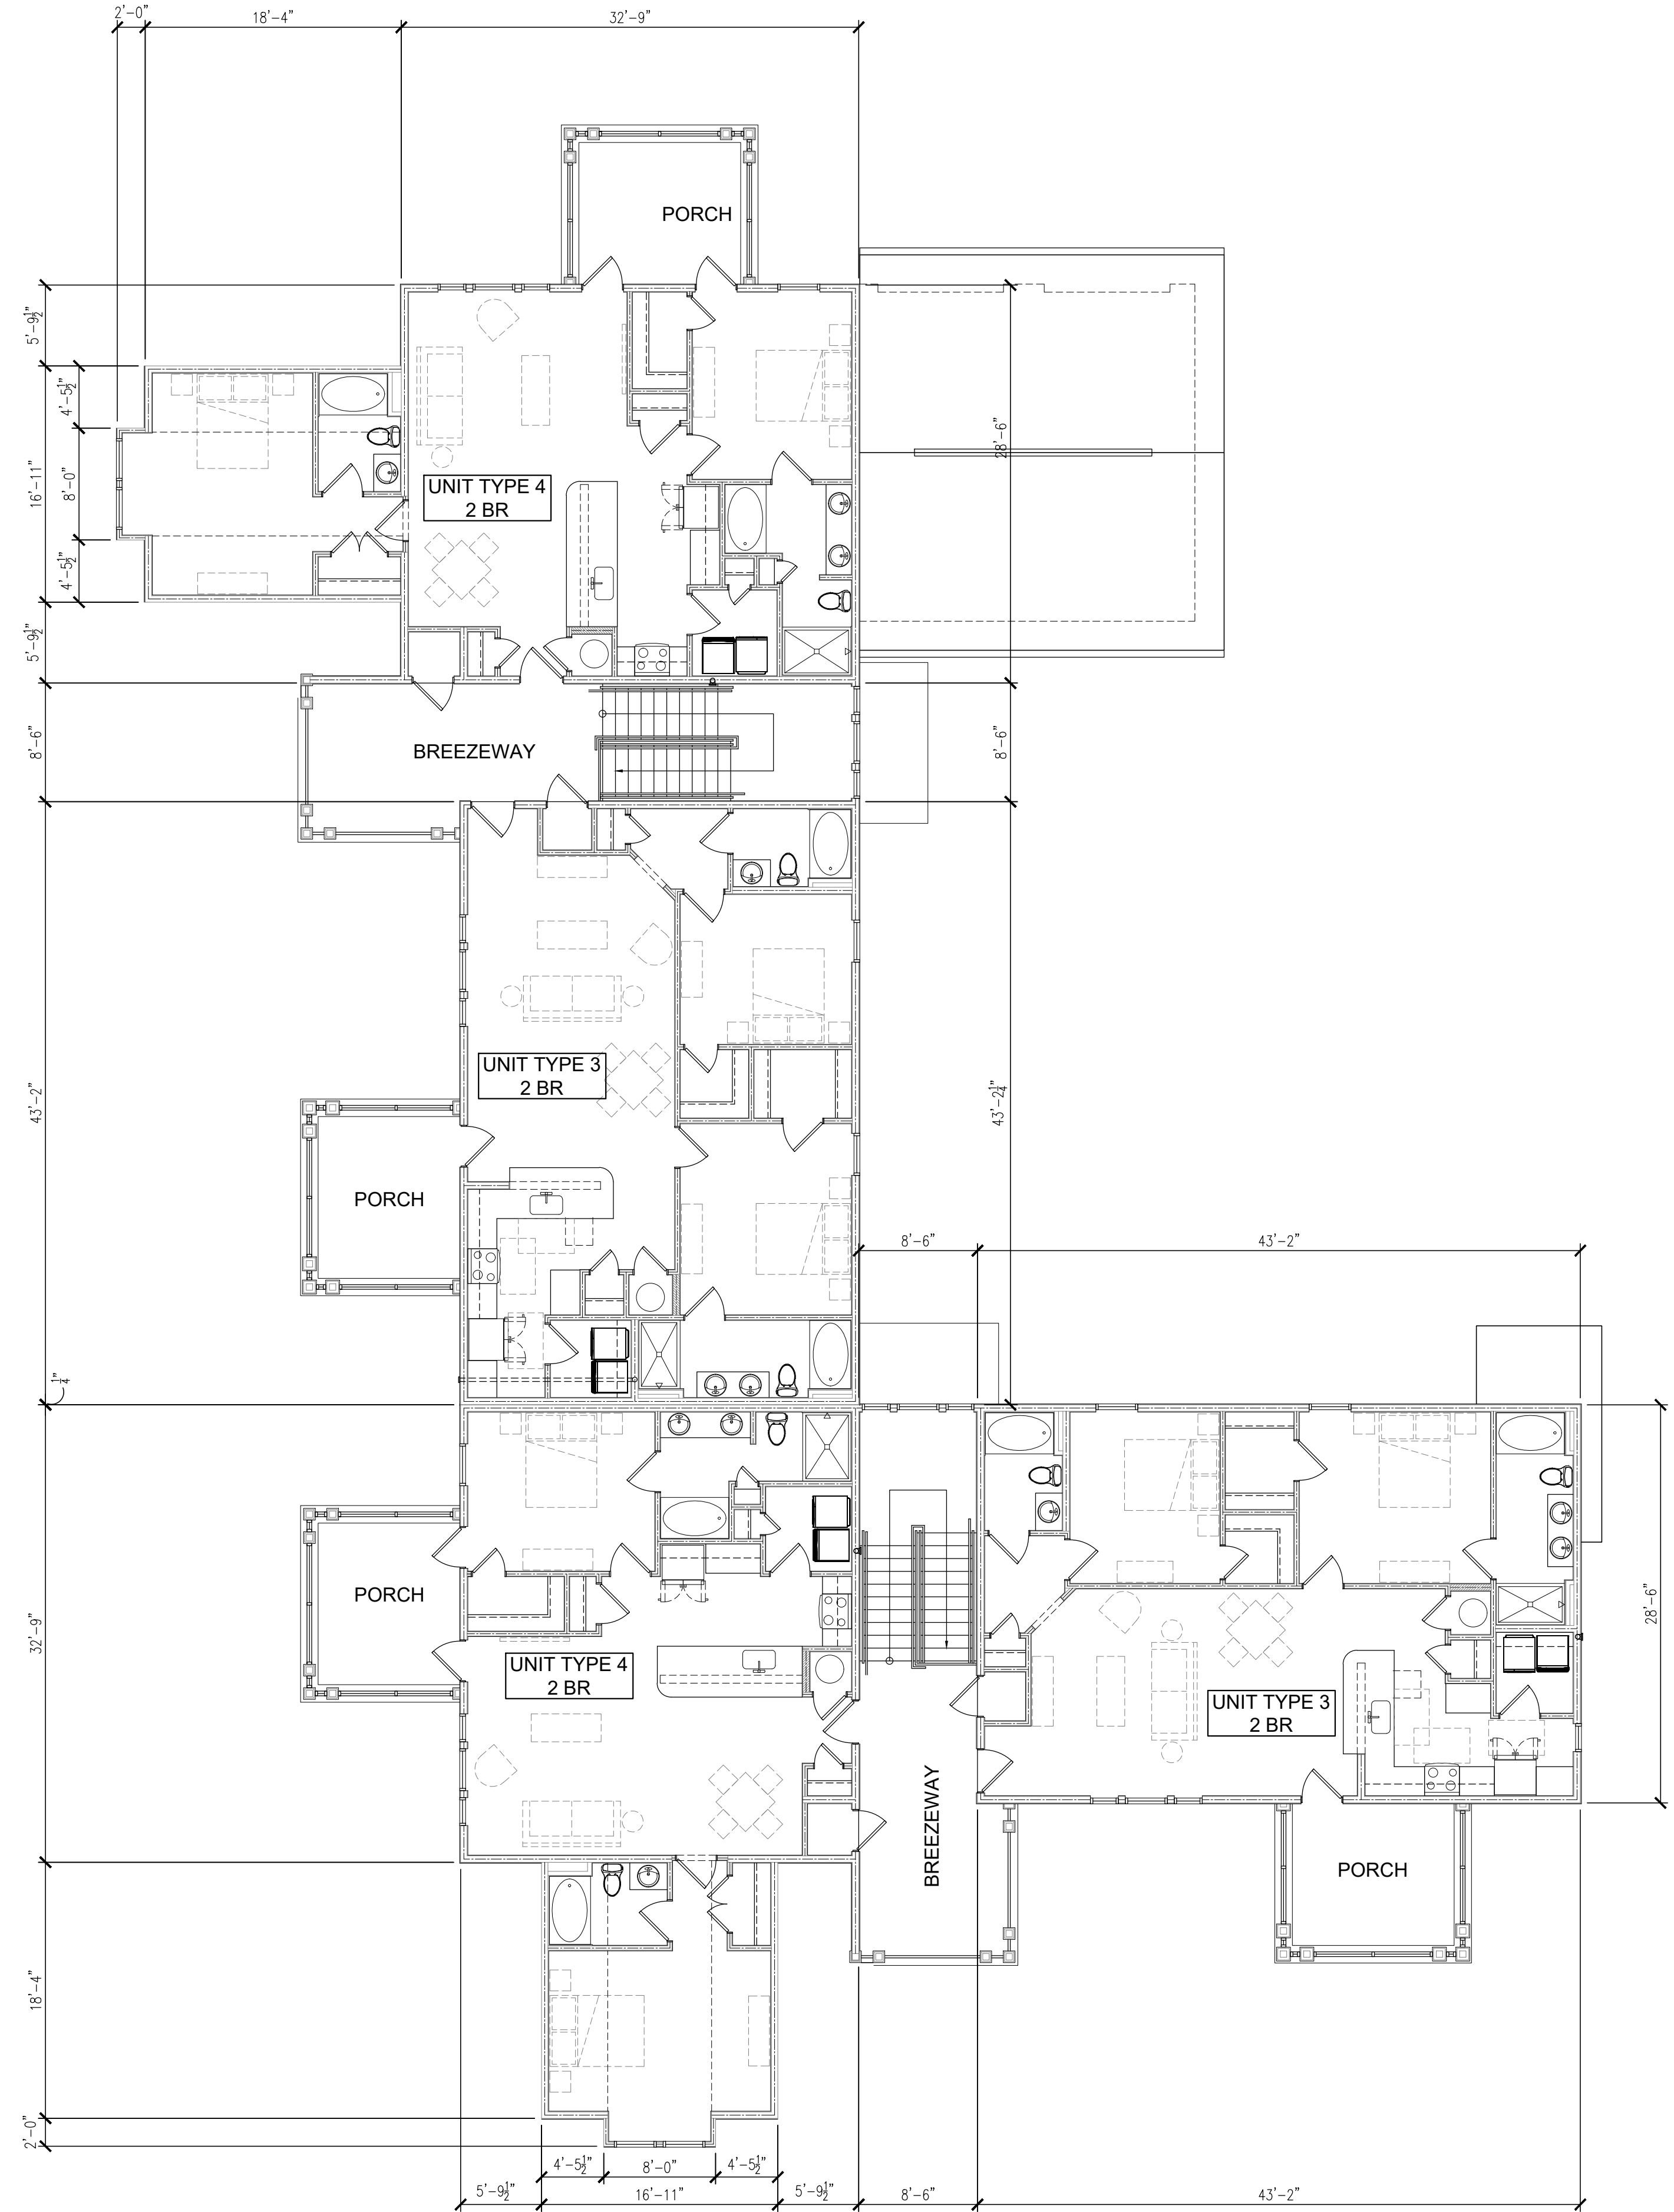 2'-0" 18'-4" 32'-9"
PORCH
5'-9½"
4'-5½"
28'-6"
16'-11" 8'-0"
UNIT TYPE 4
2 BR
4'-5½"
5'-9½"
8'-6" BREEZEWAY 8'-6"
UNIT TYPE 3
2 BR
43'-2" 43'-2¼"
PORCH
8'-6" 43'-2"
¼"
PORCH
28'-6"
32'-9"
UNIT TYPE 4
2 BR
UNIT TYPE 3
2 BR
BREEZEWAY
PORCH
18'-4"
2'-0"
4'-5½" 8'-0" 4'-5½"
5'-9½" 16'-11" 5'-9½" 8'-6" 43'-2"